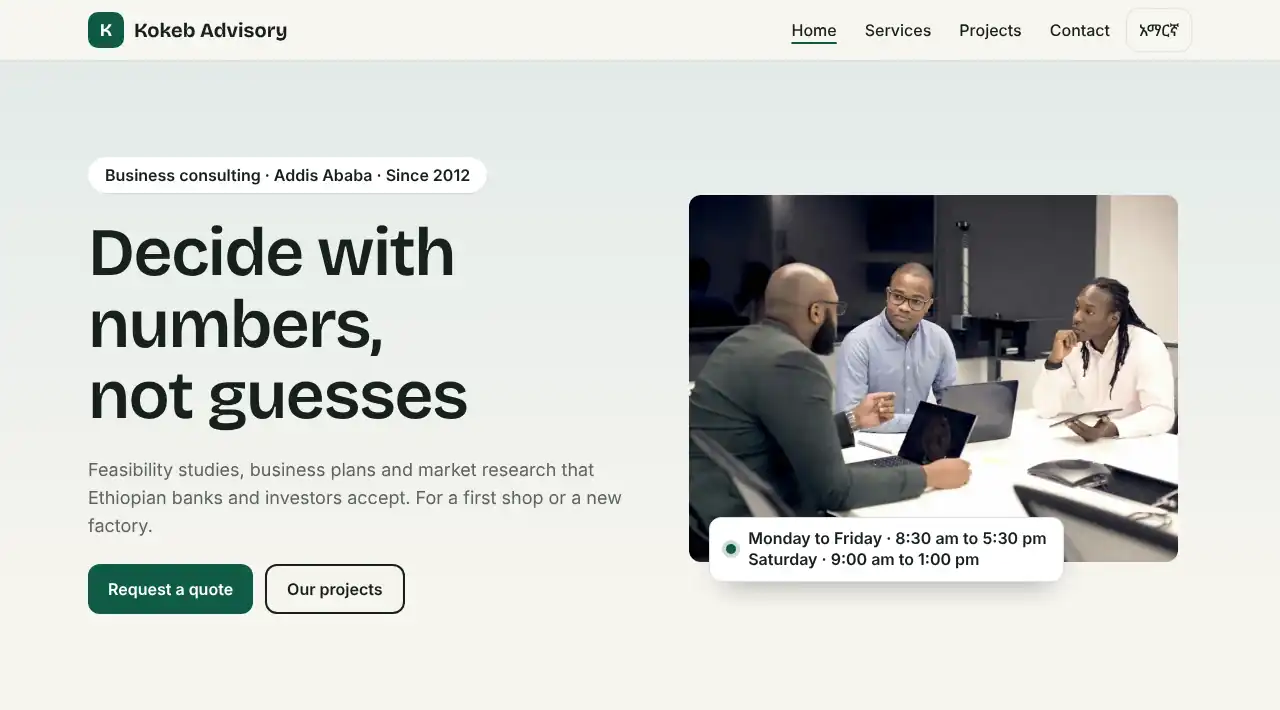 K
Kokeb Advisory
Home
Services
Projects
Contact
አማርኛ
Business consulting · Addis Ababa · Since 2012
Decide with
numbers,
not guesses
Feasibility studies, business plans and market research that
Ethiopian banks and investors accept. For a first shop or a new
factory.
Request a quote
Our projects
Monday to Friday · 8:30 am to 5:30 pm
Saturday · 9:00 am to 1:00 pm